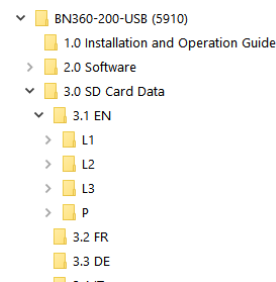 BN360-200-USB (5910)
1.0 Installation and Operation Guide
2.0 Software
3.0 SD Card Data
3.1 EN
L1
L2
L3
P
3.2 FR
3.3 DE